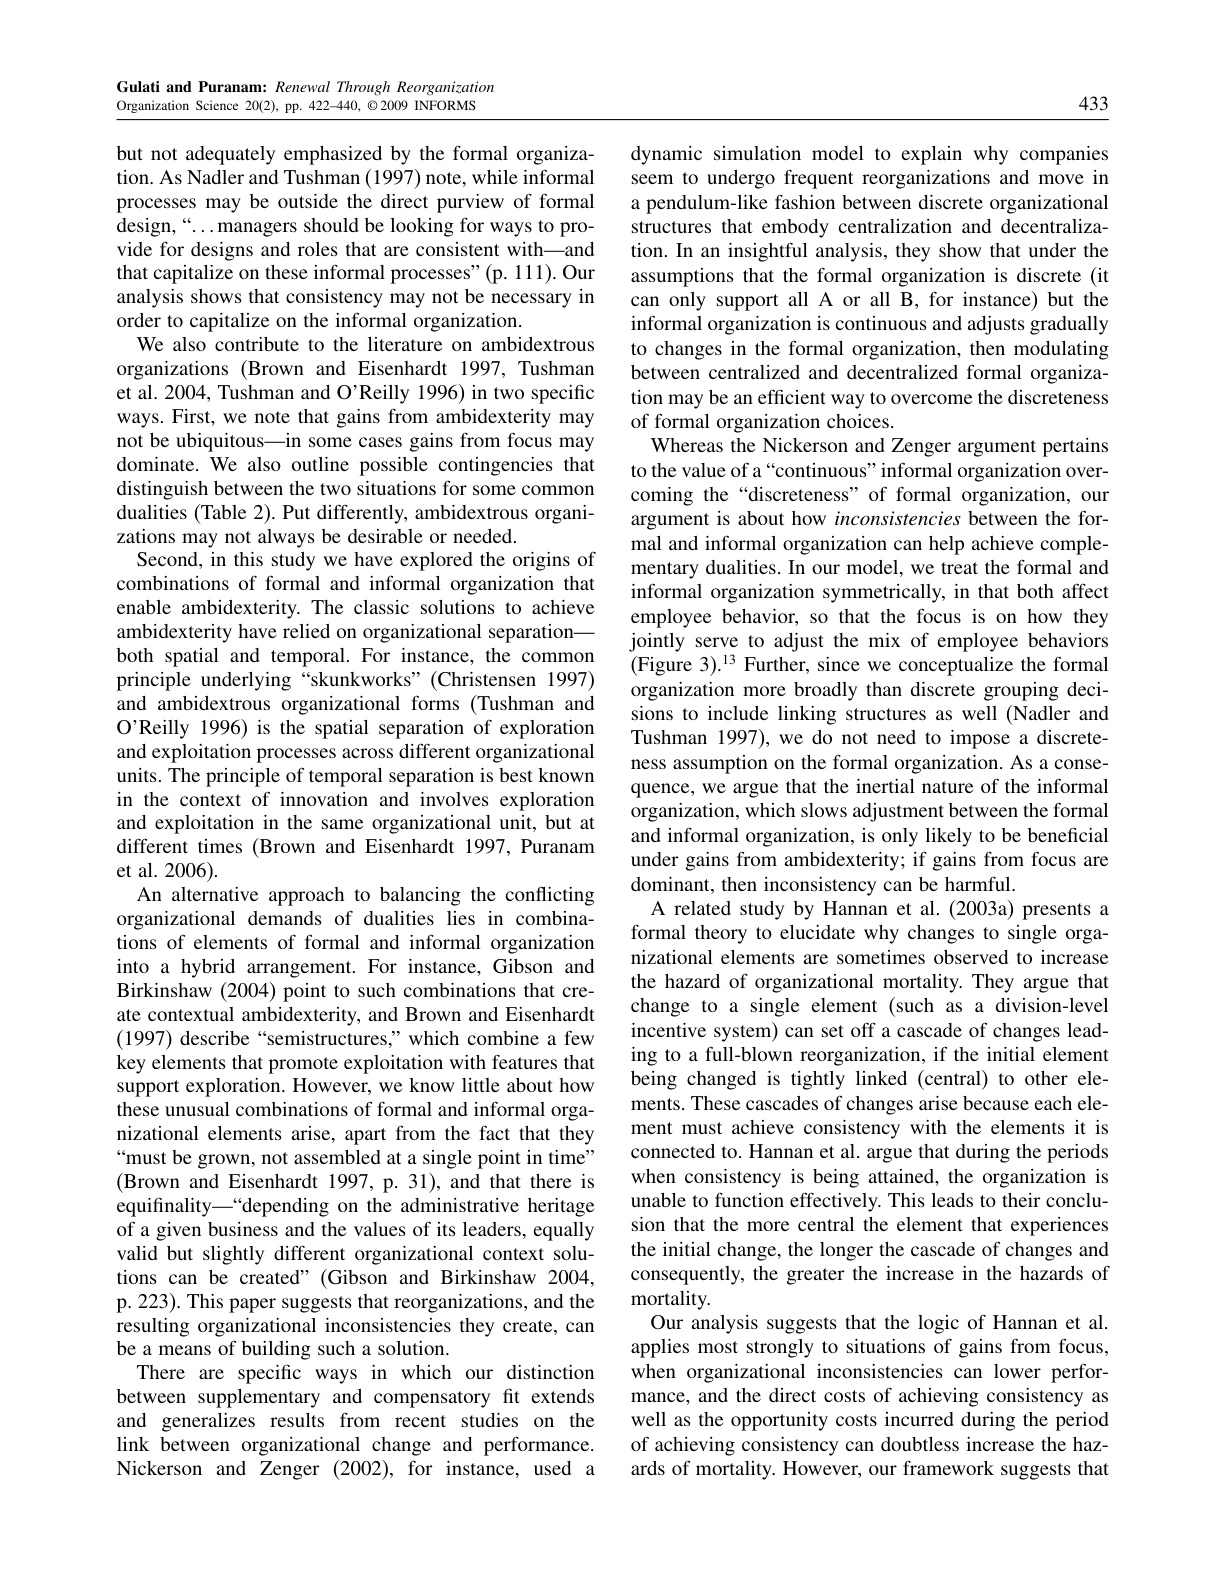 Gulati and Puranam: Renewal Through Reorganization
Organization Science 20(2), pp. 422–440, © 2009 INFORMS
433
but not adequately emphasized by the formal organiza-
tion. As Nadler and Tushman (1997) note, while informal
processes may be outside the direct purview of formal
design, “…managers should be looking for ways to pro-
vide for designs and roles that are consistent with—and
that capitalize on these informal processes” (p. 111). Our
analysis shows that consistency may not be necessary in
order to capitalize on the informal organization.
We also contribute to the literature on ambidextrous
organizations (Brown and Eisenhardt 1997, Tushman
et al. 2004, Tushman and O’Reilly 1996) in two specific
ways. First, we note that gains from ambidexterity may
not be ubiquitous—in some cases gains from focus may
dominate. We also outline possible contingencies that
distinguish between the two situations for some common
dualities (Table 2). Put differently, ambidextrous organi-
zations may not always be desirable or needed.
Second, in this study we have explored the origins of
combinations of formal and informal organization that
enable ambidexterity. The classic solutions to achieve
ambidexterity have relied on organizational separation—
both spatial and temporal. For instance, the common
principle underlying “skunkworks” (Christensen 1997)
and ambidextrous organizational forms (Tushman and
O’Reilly 1996) is the spatial separation of exploration
and exploitation processes across different organizational
units. The principle of temporal separation is best known
in the context of innovation and involves exploration
and exploitation in the same organizational unit, but at
different times (Brown and Eisenhardt 1997, Puranam
et al. 2006).
An alternative approach to balancing the conflicting
organizational demands of dualities lies in combina-
tions of elements of formal and informal organization
into a hybrid arrangement. For instance, Gibson and
Birkinshaw (2004) point to such combinations that cre-
ate contextual ambidexterity, and Brown and Eisenhardt
(1997) describe “semistructures,” which combine a few
key elements that promote exploitation with features that
support exploration. However, we know little about how
these unusual combinations of formal and informal orga-
nizational elements arise, apart from the fact that they
“must be grown, not assembled at a single point in time”
(Brown and Eisenhardt 1997, p. 31), and that there is
equifinality—“depending on the administrative heritage
of a given business and the values of its leaders, equally
valid but slightly different organizational context solu-
tions can be created” (Gibson and Birkinshaw 2004,
p. 223). This paper suggests that reorganizations, and the
resulting organizational inconsistencies they create, can
be a means of building such a solution.
There are specific ways in which our distinction
between supplementary and compensatory fit extends
and generalizes results from recent studies on the
link between organizational change and performance.
Nickerson and Zenger (2002), for instance, used a
dynamic simulation model to explain why companies
seem to undergo frequent reorganizations and move in
a pendulum-like fashion between discrete organizational
structures that embody centralization and decentraliza-
tion. In an insightful analysis, they show that under the
assumptions that the formal organization is discrete (it
can only support all A or all B, for instance) but the
informal organization is continuous and adjusts gradually
to changes in the formal organization, then modulating
between centralized and decentralized formal organiza-
tion may be an efficient way to overcome the discreteness
of formal organization choices.
Whereas the Nickerson and Zenger argument pertains
to the value of a “continuous” informal organization over-
coming the “discreteness” of formal organization, our
argument is about how inconsistencies between the for-
mal and informal organization can help achieve comple-
mentary dualities. In our model, we treat the formal and
informal organization symmetrically, in that both affect
employee behavior, so that the focus is on how they
jointly serve to adjust the mix of employee behaviors
(Figure 3).13 Further, since we conceptualize the formal
organization more broadly than discrete grouping deci-
sions to include linking structures as well (Nadler and
Tushman 1997), we do not need to impose a discrete-
ness assumption on the formal organization. As a conse-
quence, we argue that the inertial nature of the informal
organization, which slows adjustment between the formal
and informal organization, is only likely to be beneficial
under gains from ambidexterity; if gains from focus are
dominant, then inconsistency can be harmful.
A related study by Hannan et al. (2003a) presents a
formal theory to elucidate why changes to single orga-
nizational elements are sometimes observed to increase
the hazard of organizational mortality. They argue that
change to a single element (such as a division-level
incentive system) can set off a cascade of changes lead-
ing to a full-blown reorganization, if the initial element
being changed is tightly linked (central) to other ele-
ments. These cascades of changes arise because each ele-
ment must achieve consistency with the elements it is
connected to. Hannan et al. argue that during the periods
when consistency is being attained, the organization is
unable to function effectively. This leads to their conclu-
sion that the more central the element that experiences
the initial change, the longer the cascade of changes and
consequently, the greater the increase in the hazards of
mortality.
Our analysis suggests that the logic of Hannan et al.
applies most strongly to situations of gains from focus,
when organizational inconsistencies can lower perfor-
mance, and the direct costs of achieving consistency as
well as the opportunity costs incurred during the period
of achieving consistency can doubtless increase the haz-
ards of mortality. However, our framework suggests that